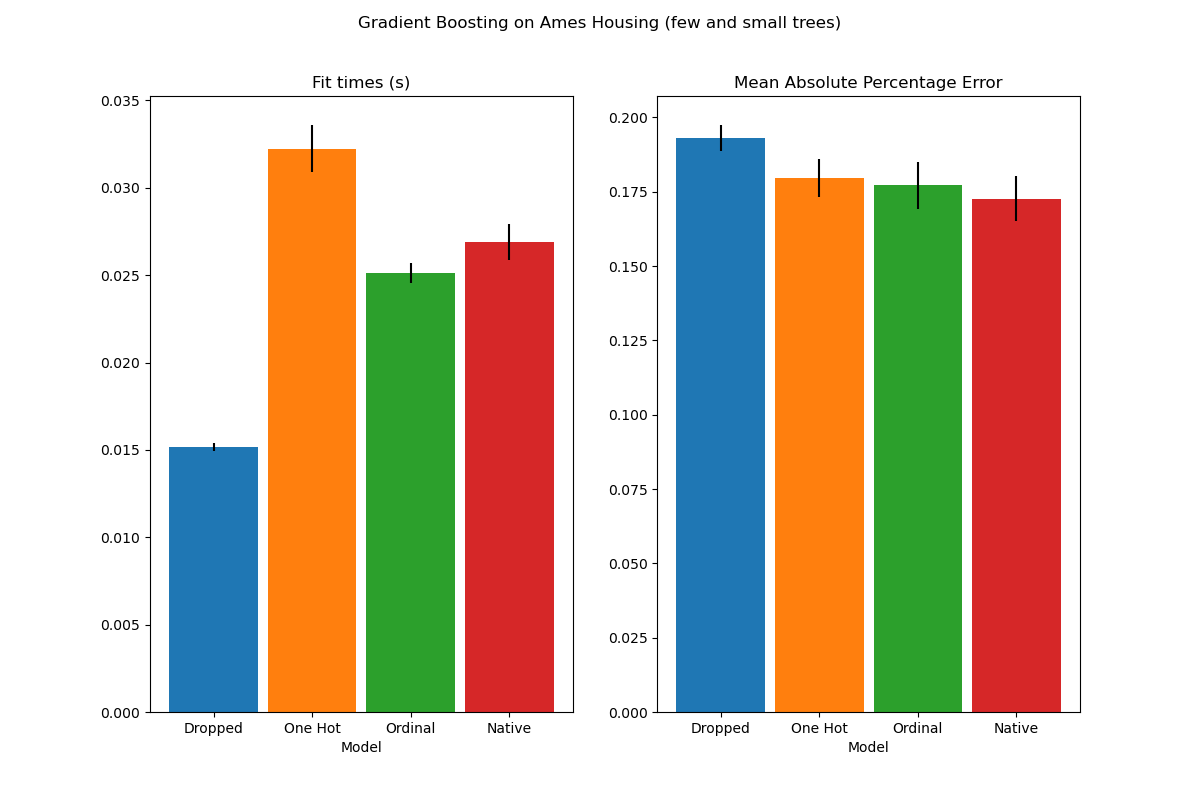 Gradient Boosting on Ames Housing (few and small trees)
Fit times (s)
0.035
0.030
0.025
0.020
0.015
0.010
0.005
0.000
Dropped One Hot Ordinal Native
Model
Mean Absolute Percentage Error
0.200
0.175
0.150
0.125
0.100
0.075
0.050
0.025
0.000
Dropped One Hot Ordinal Native
Model